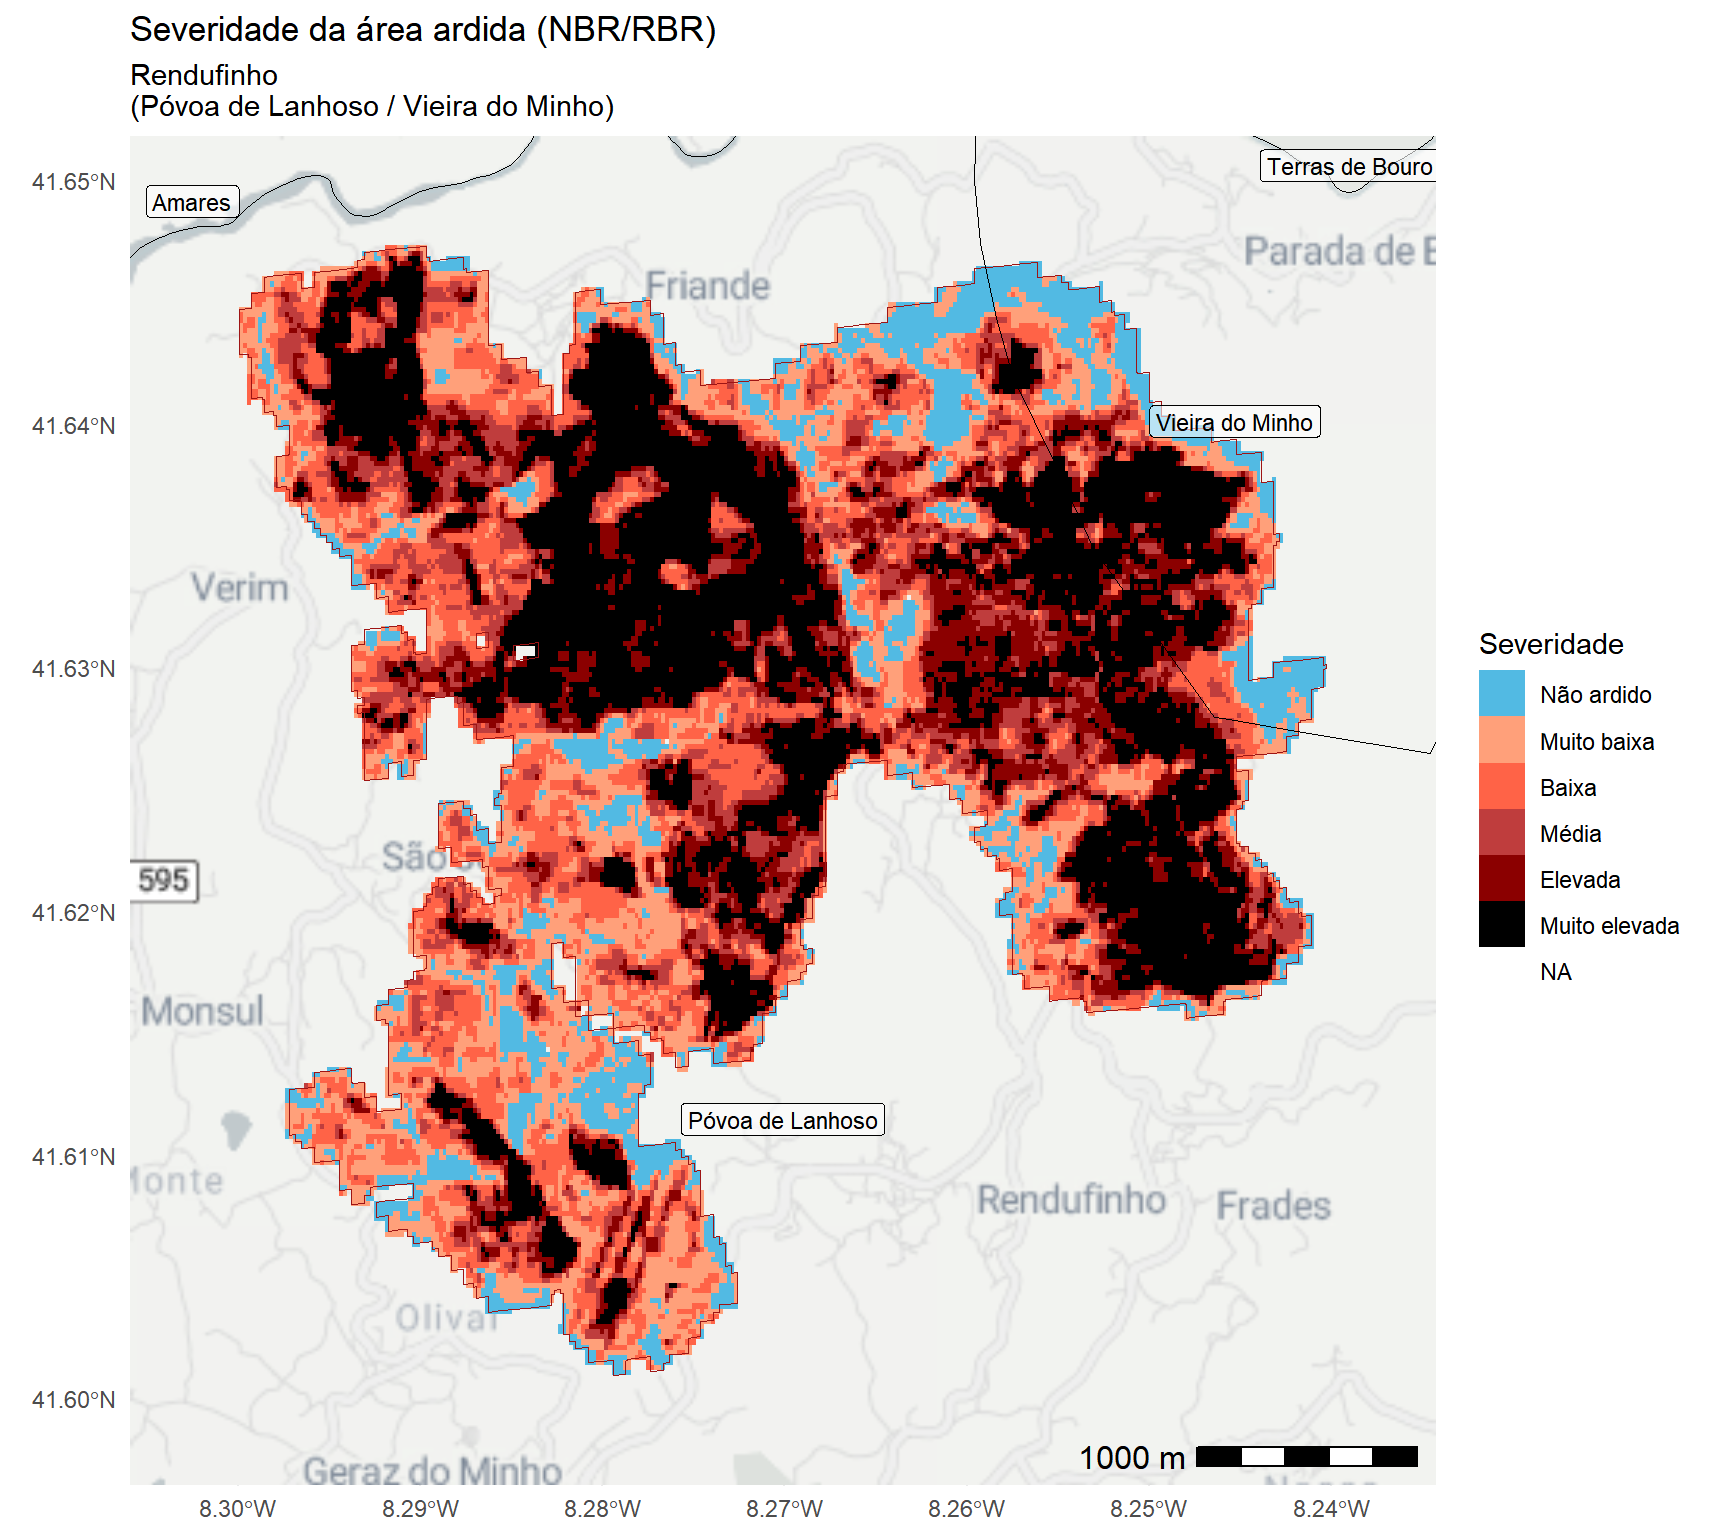 Severidade da área ardida (NBR/RBR)
Rendufinho
(Póvoa de Lanhoso / Vieira do Minho)
41.65°N
41.64°N
41.63°N
41.62°N
41.61°N
41.60°N
Terras de Bouro
Amares
Parada de
Friande
Vieira do Minho
Verim
São
595
Monsul
Póvoa de Lanhoso
Rendufinho
Frades
Geraz do Minho
1000 m
8.30°W
8.29°W
8.28°W
8.27°W
8.26°W
8.25°W
8.24°W
Severidade
Não ardido
Muito baixa
Baixa
Média
Elevada
Muito elevada
NA